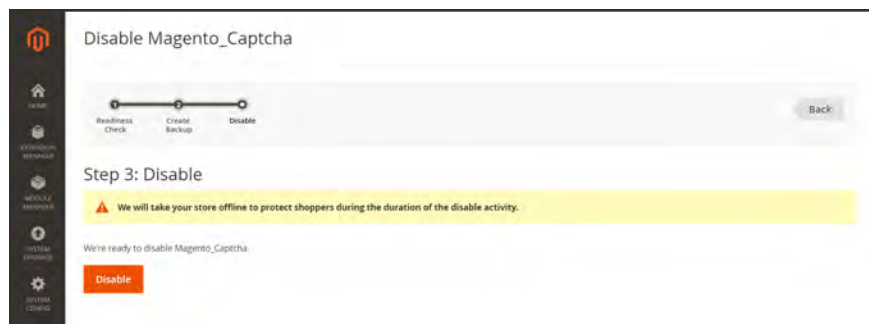 Disable Magento_Captcha
HOME
EXTENSION
MANAGER
MODULE
MANAGER
SYSTEM
UPGRADE
SYSTEM
CONFIG
1
2
Readiness
Check
Create
Backup
Disable
Back
Step 3: Disable
We will take your store offline to protect shoppers during the duration of the disable activity.
We're ready to disable Magento_Captcha.
Disable